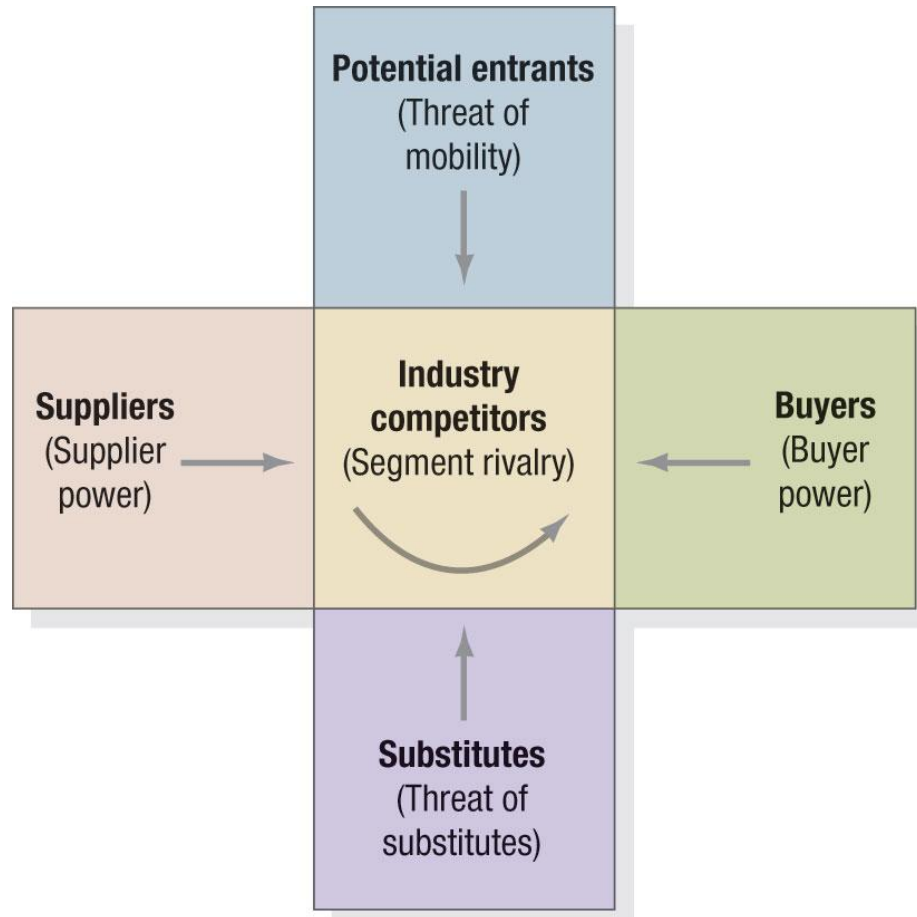 Potential entrants
(Threat of
mobility)
Suppliers
(Supplier
power)
Industry
competitors
(Segment rivalry)
Buyers
(Buyer
power)
Substitutes
(Threat of
substitutes)